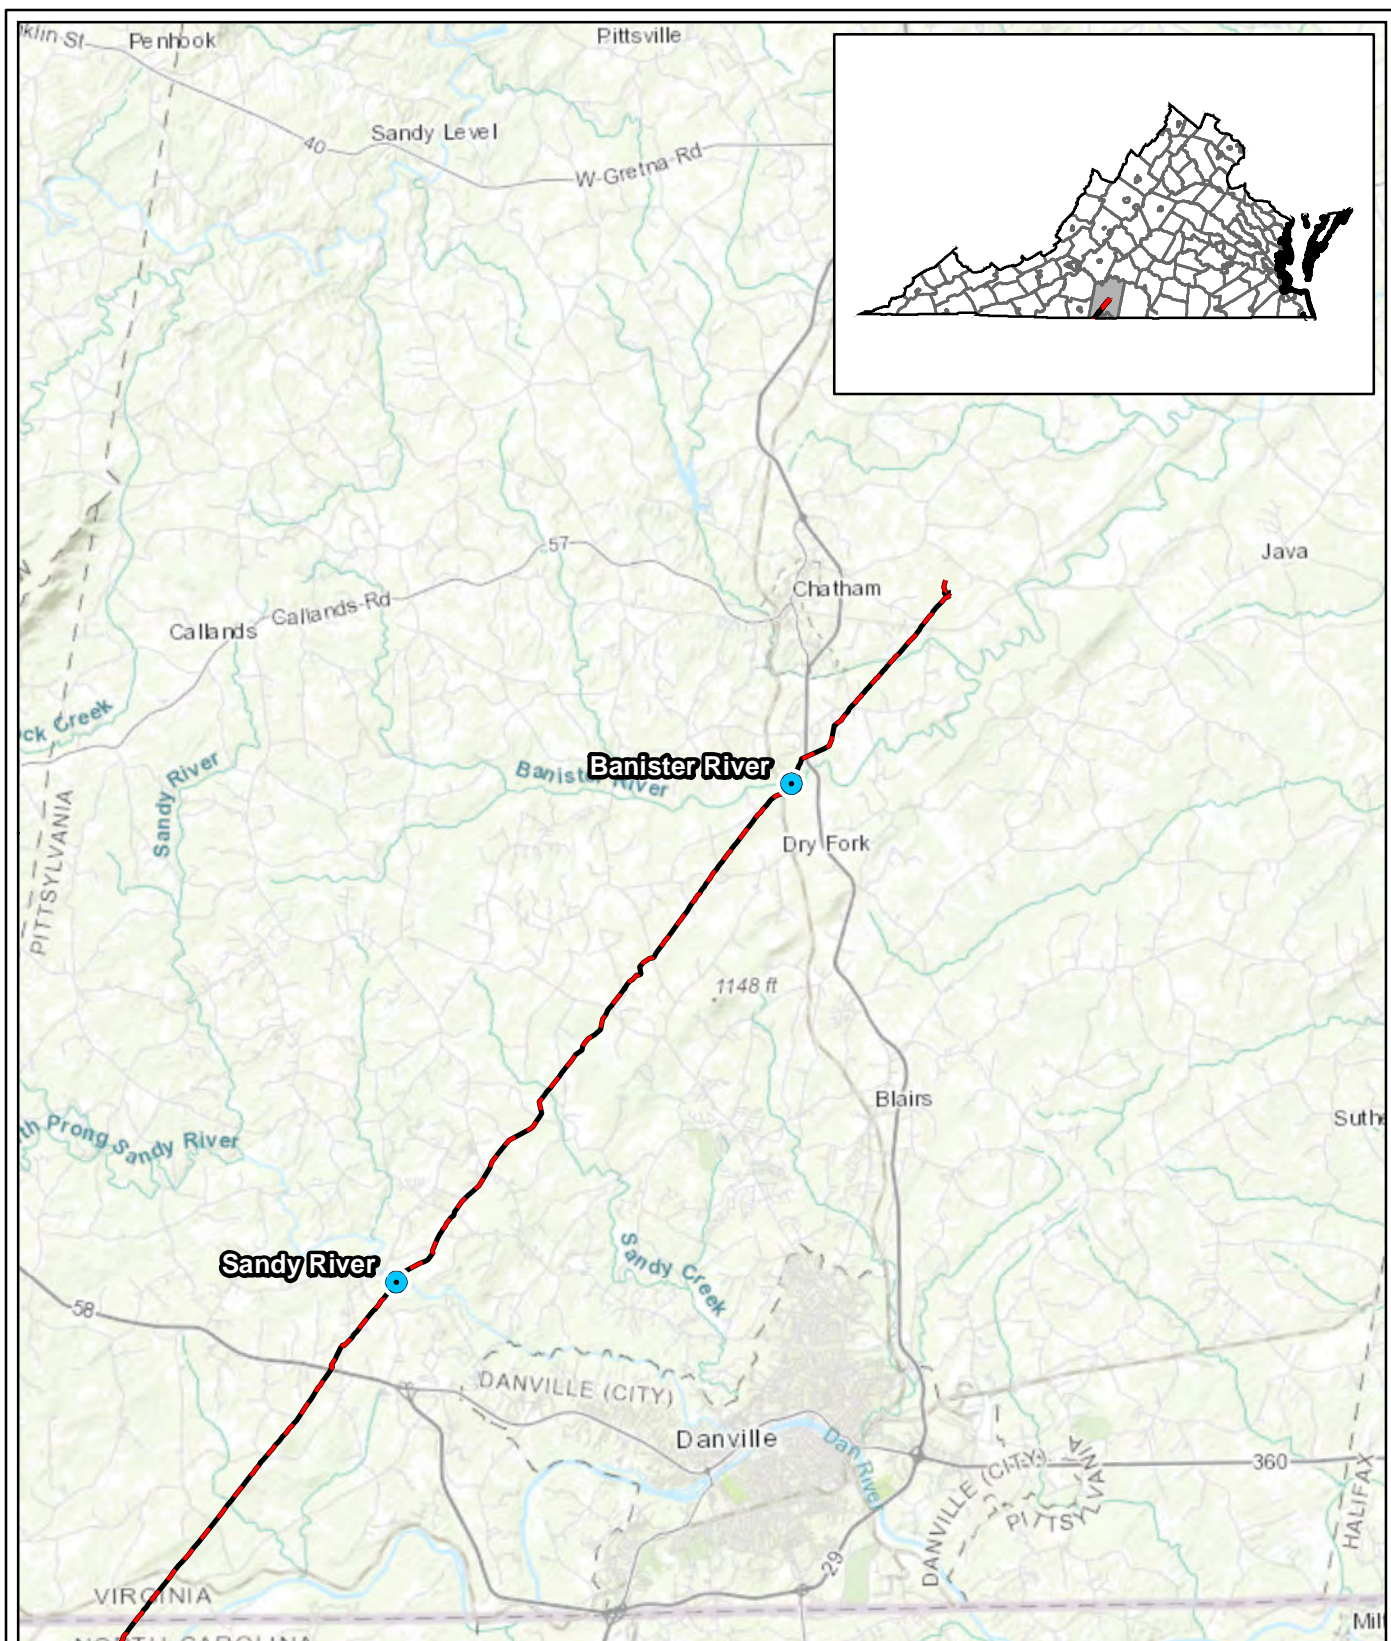 Penhook
Pittsville
Sandy Level
40
W-Gretna-Rd
57
Chatham
Java
Callands
Callands-Rd
Creek
Sandy River
Banister River
Banister River
PITTSYLVANIA
Dry Fork
1148 ft
Blairs
Prong Sandy River
Sandy River
Sandy Creek
58
DANVILLE (CITY)
Danville
Dan River
DANVILLE (CITY)
PITTSYLVANIA
360
HALIFAX
29
VIRGINIA